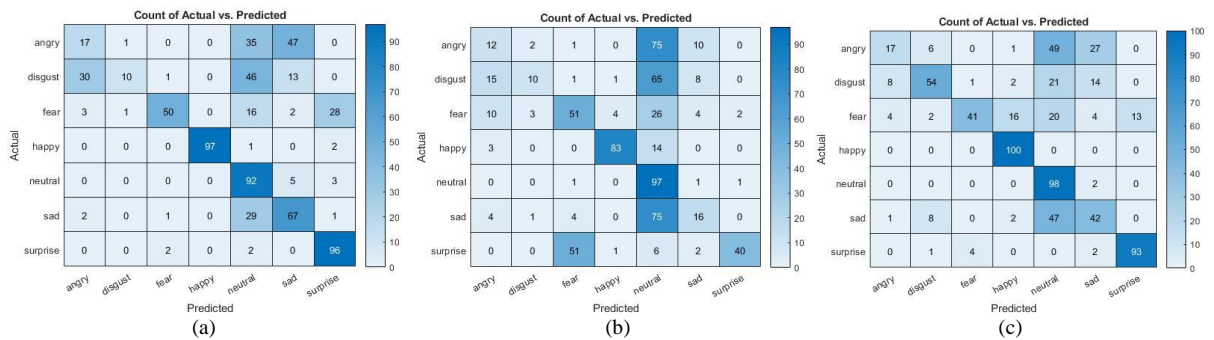 Count of Actual vs. Predicted
angry 17 1 0 0 35 47 0
disgust 30 10 1 0 46 13 0
fear 3 1 50 0 16 2 28
happy 0 0 0 97 1 0 2
neutral 0 0 0 0 92 5 3
sad 2 0 1 0 29 67 1
surprise 0 0 2 0 2 0 96
angry disgust fear happy neutral sad surprise
Predicted
Actual
90
80
70
60
50
40
30
20
10
0
(a)
Count of Actual vs. Predicted
angry 12 2 1 0 75 10 0
disgust 15 10 1 1 65 8 0
fear 10 3 51 4 26 4 2
happy 3 0 0 83 14 0 0
neutral 0 0 1 0 97 1 1
sad 4 1 4 0 75 16 0
surprise 0 0 51 1 6 2 40
angry disgust fear happy neutral sad surprise
Predicted
Actual
90
80
70
60
50
40
30
20
10
0
(b)
Count of Actual vs. Predicted
angry 17 6 0 1 49 27 0
disgust 8 54 1 2 21 14 0
fear 4 2 41 16 20 4 13
happy 0 0 0 100 0 0 0
neutral 0 0 0 0 98 2 0
sad 1 8 0 2 47 42 0
surprise 0 1 4 0 0 2 93
angry disgust fear happy neutral sad surprise
Predicted
Actual
100
90
80
70
60
50
40
30
20
10
0
(c)